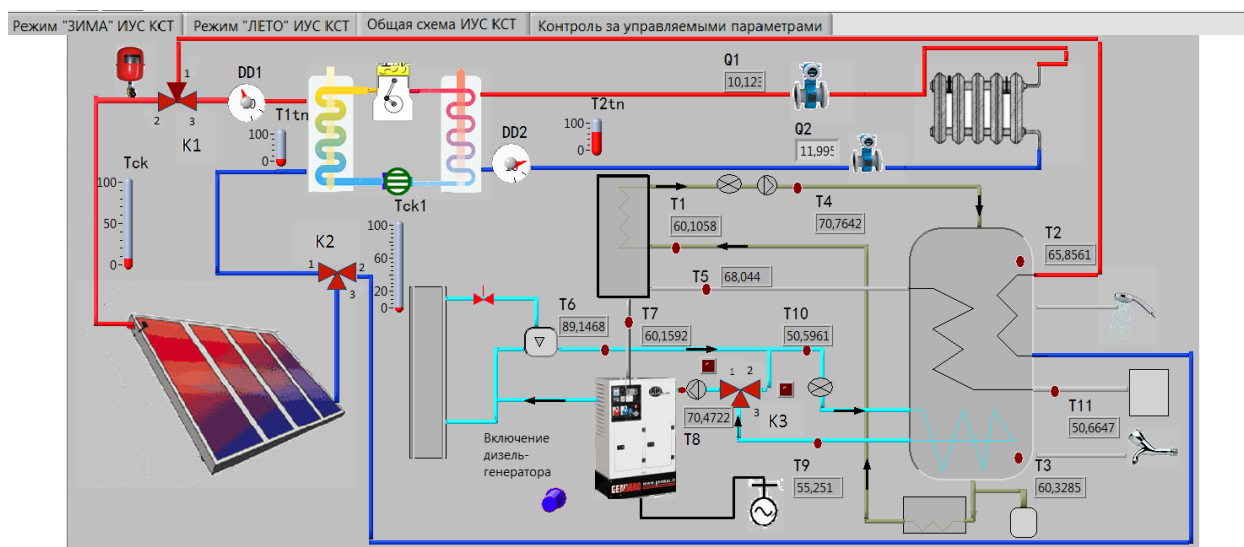 Режим "ЗИМА" ИУС КСТ
Режим "ЛЕТО" ИУС КСТ
Общая схема ИУС КСТ
Контроль за управляемыми параметрами
DD1
1
2
3
K1
T1tn
100-
0-
T2tn
100-
0-
DD2
Q1
10,123
Q2
11,995
Tck
100-
50-
0-
Tck1
100-
60-
20-
0-
K2
1
2
3
T1
60,1058
T4
70,7642
T2
65,8561
T5
68,044
T6
89,1468
T7
60,1592
T10
50,5961
1
2
3
K3
70,4722
T8
T11
50,6647
T9
55,251
T3
60,3285
Включение
дизель-
генератора
GENMAC